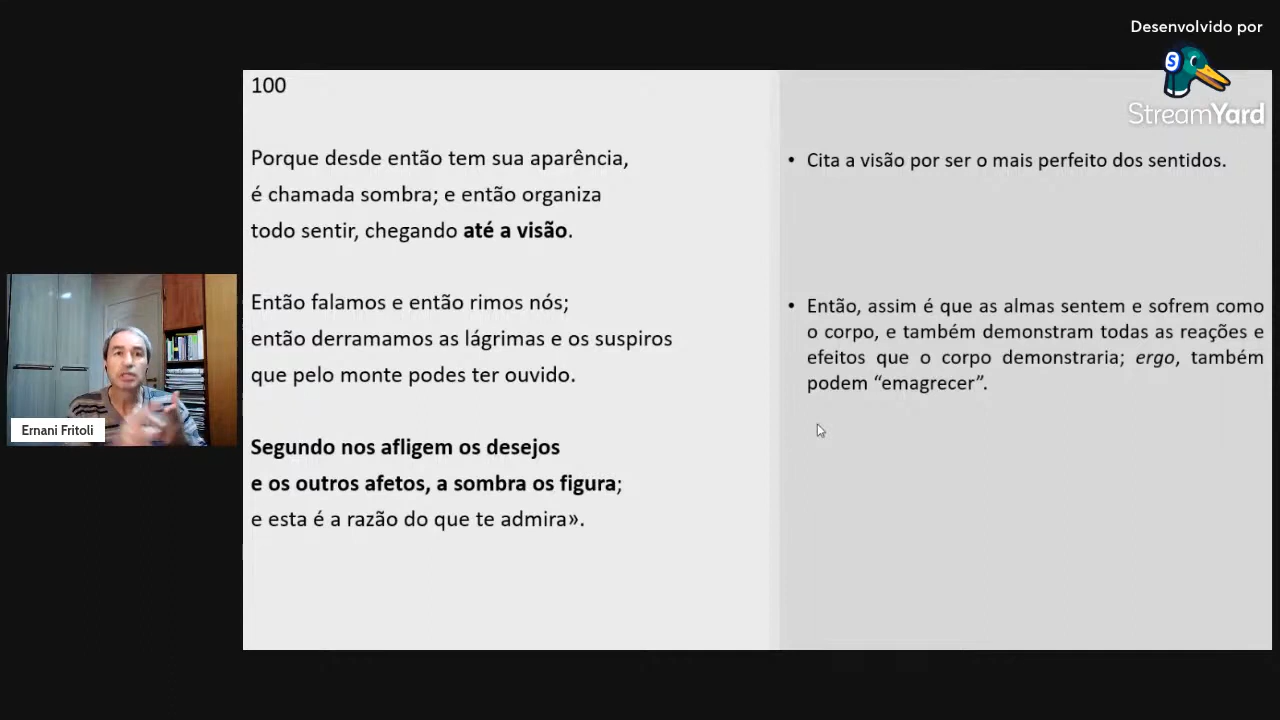 Desenvolvido por
StreamYard
100
Porque desde então tem sua aparência,
é chamada sombra; e então organiza
todo sentir, chegando até a visão.
Então falamos e então rimos nós;
então derramamos as lágrimas e os suspiros
que pelo monte podes ter ouvido.
Segundo nos afligem os desejos
e os outros afetos, a sombra os figura;
e esta é a razão do que te admira».
• Cita a visão por ser o mais perfeito dos sentidos.
• Então, assim é que as almas sentem e sofrem como
o corpo, e também demonstram todas as reações e
efeitos que o corpo demonstraria; ergo, também
podem “emagrecer”.
Ernani Fritoli